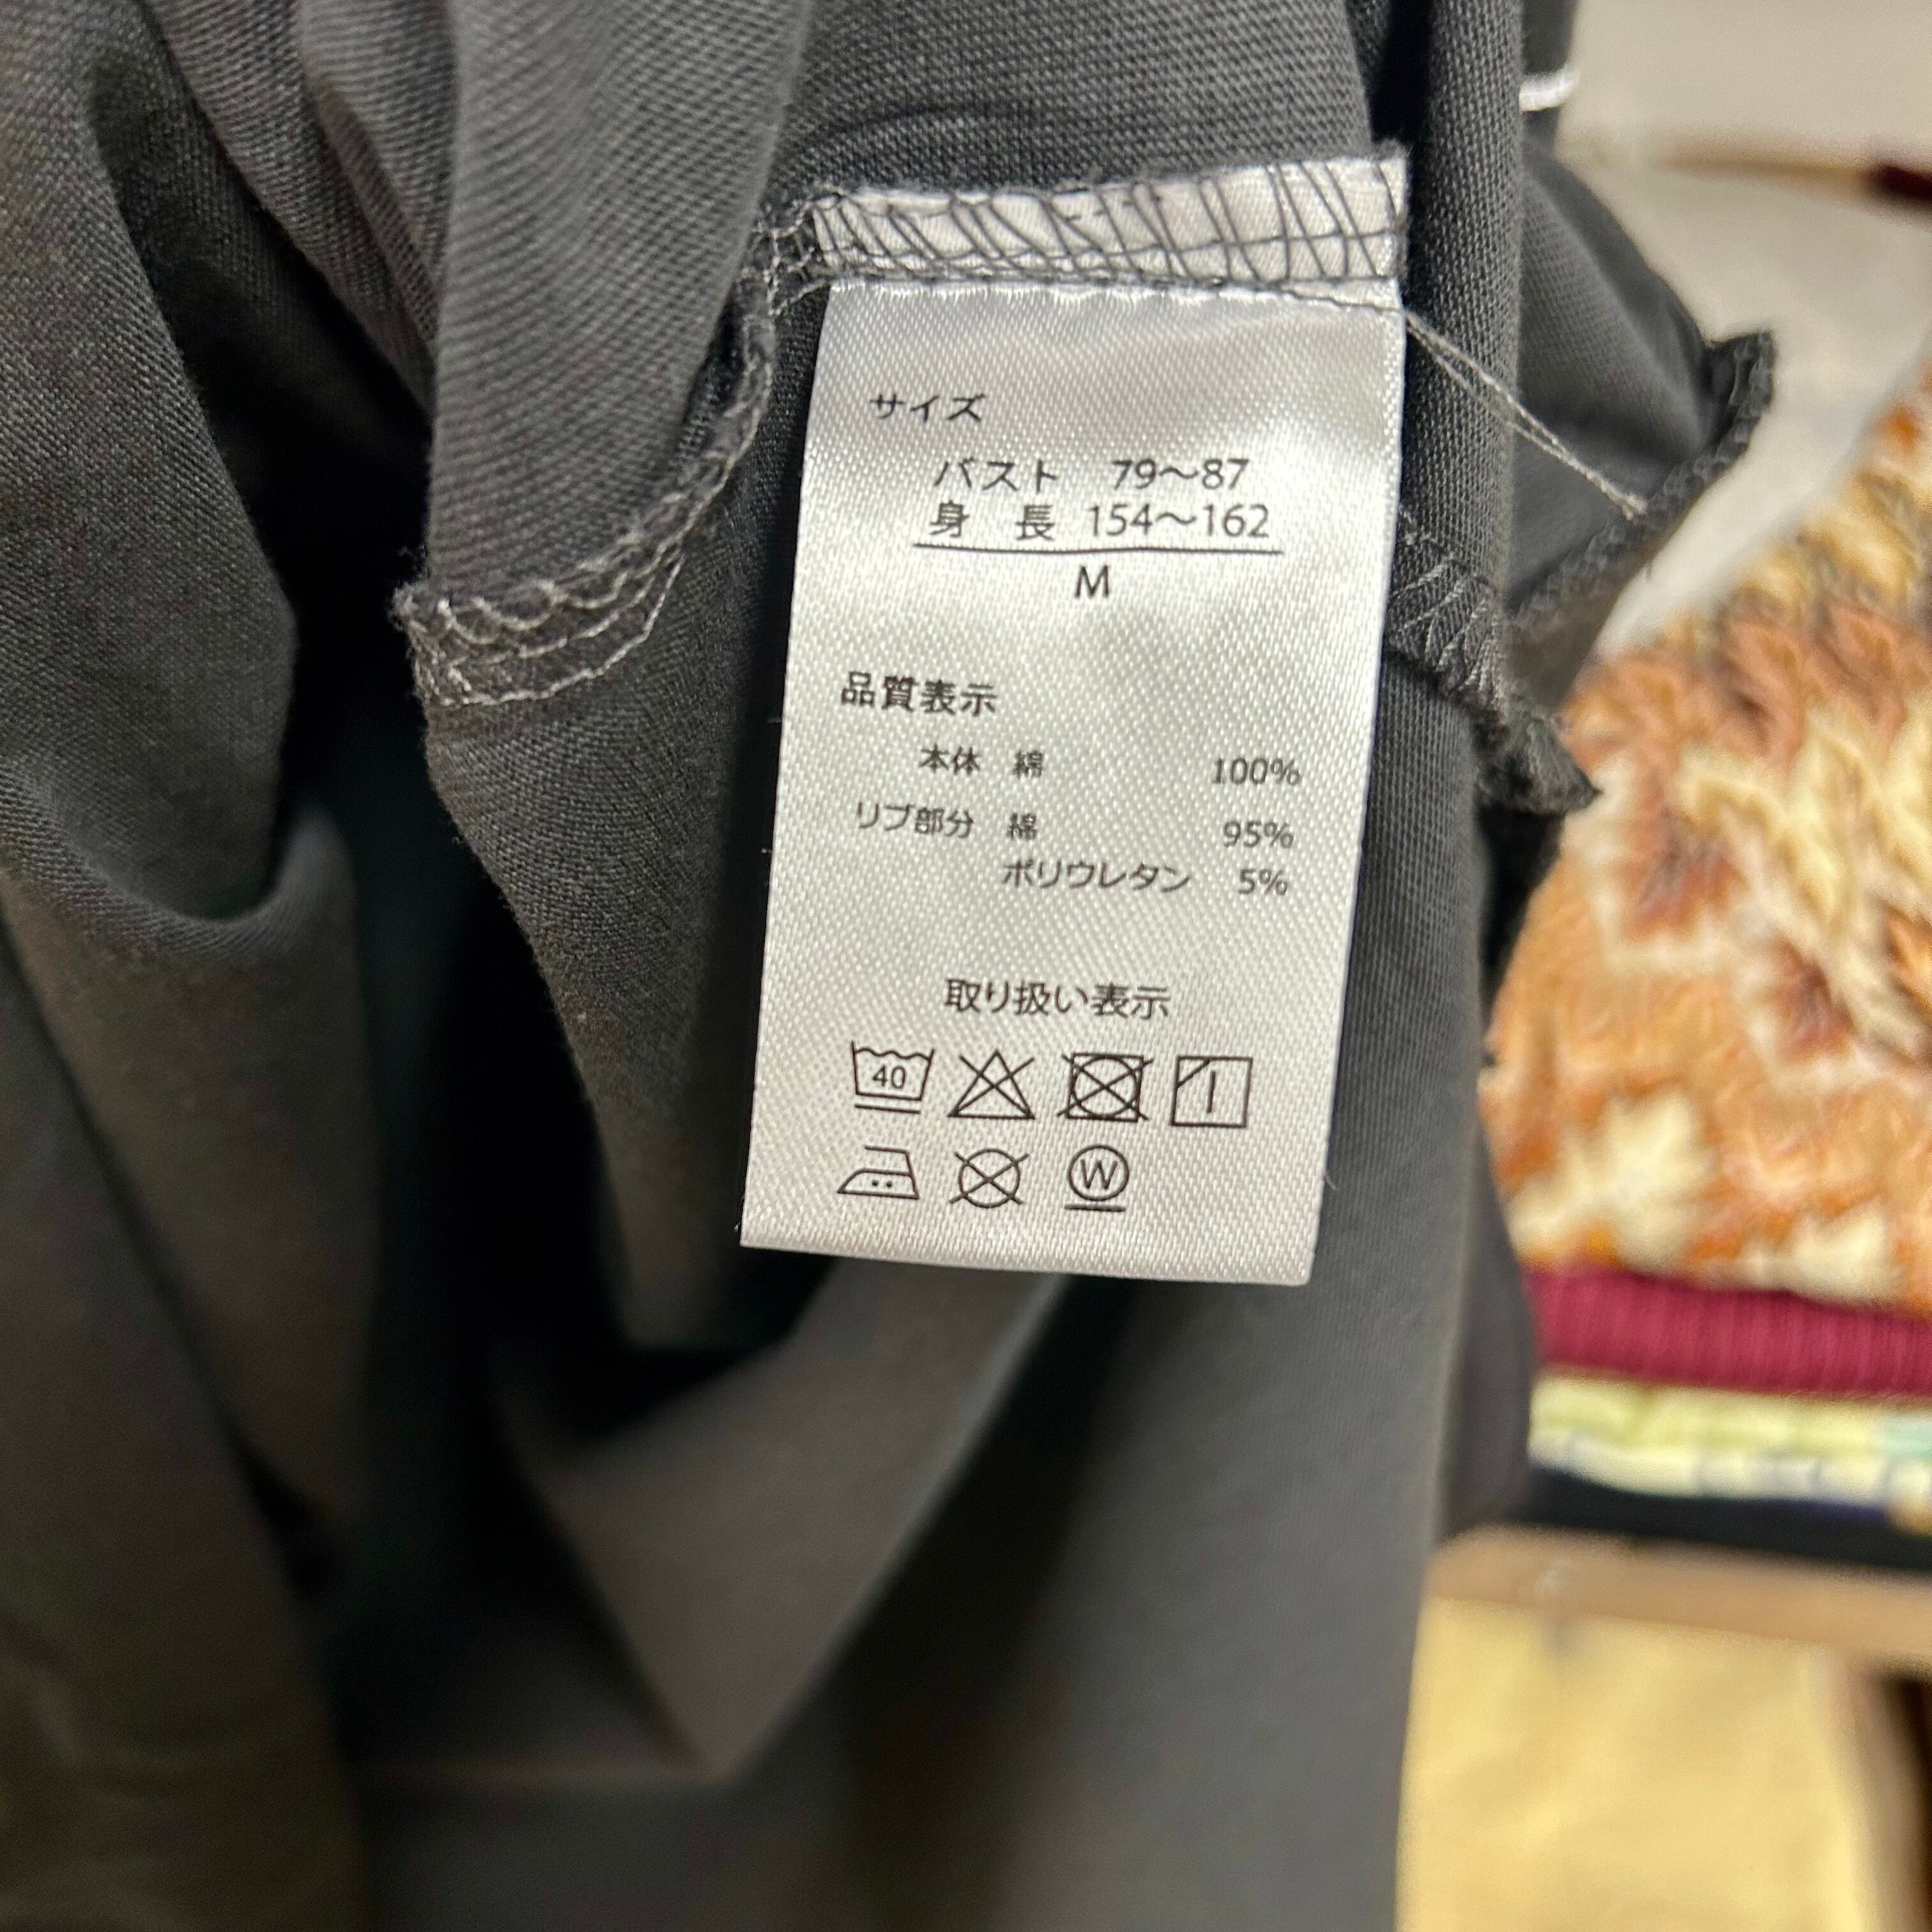 サイズ
バスト 79～87
身 長 154～162
M
品質表示
本体 綿 100%
リブ部分 綿 95%
ポリウレタン 5%
取り扱い表示
40
W